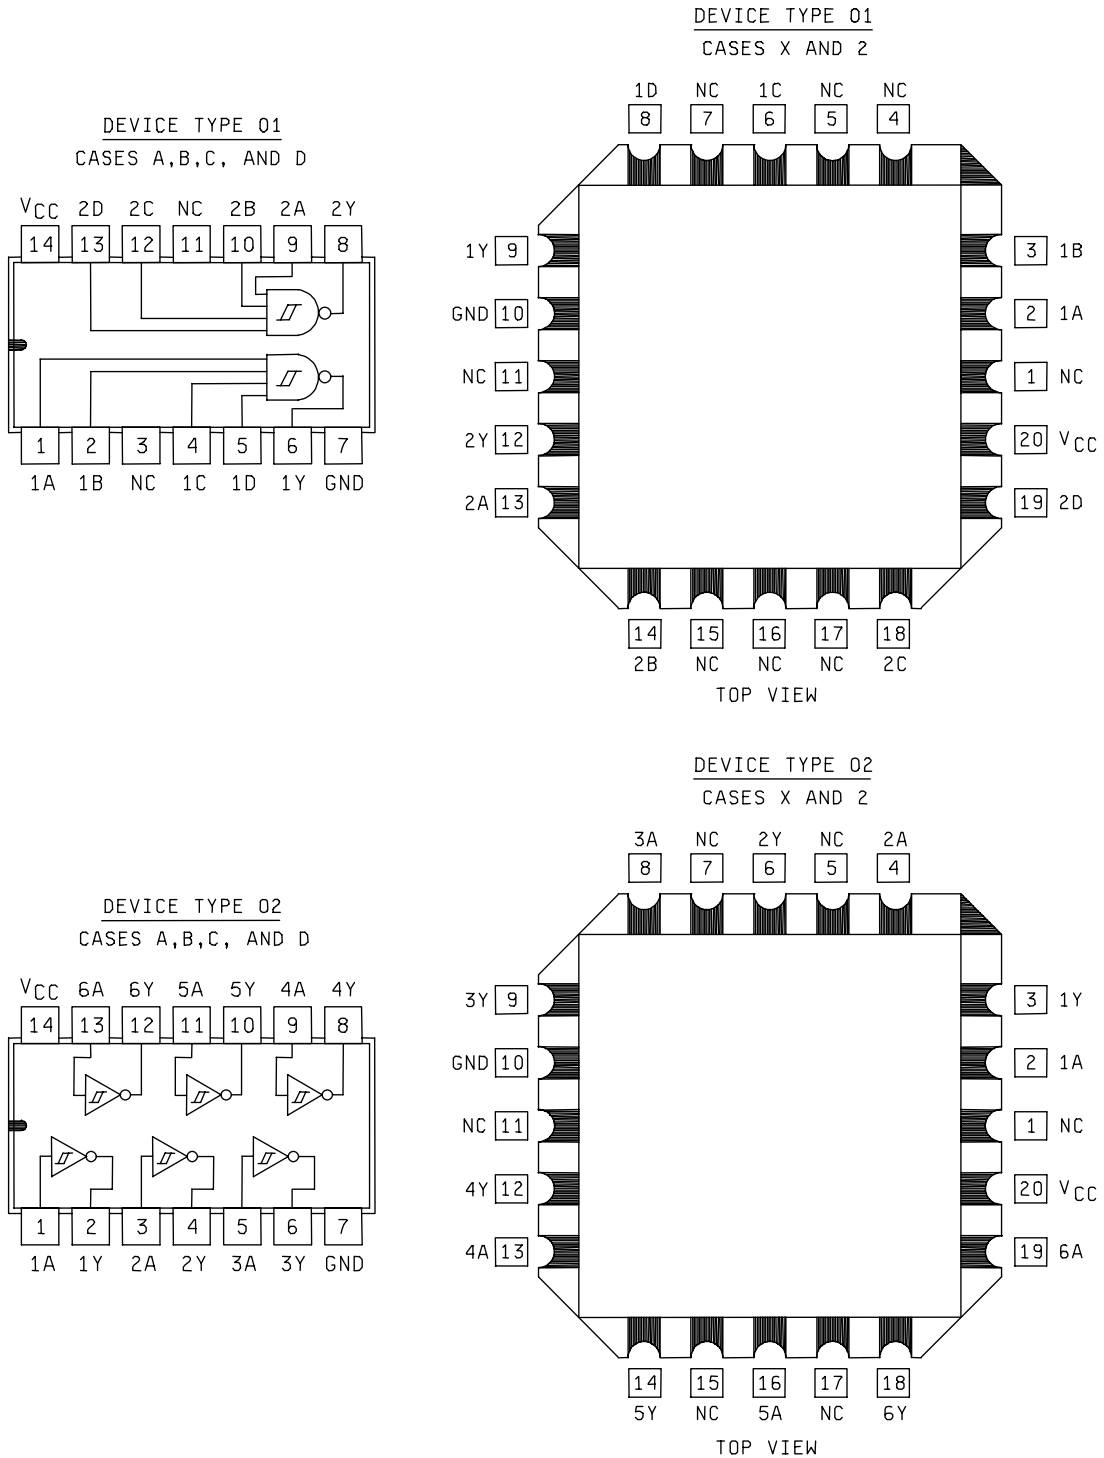 DEVICE TYPE 01
CASES X AND 2
1D NC 1C NC NC
8 7 6 5 4
DEVICE TYPE 01
CASES A,B,C, AND D
VCC 2D 2C NC 2B 2A 2Y
14 13 12 11 10 9 8
1 2 3 4 5 6 7
1A 1B NC 1C 1D 1Y GND
1Y 9 3 1B
GND 10 2 1A
NC 11 1 NC
2Y 12 20 VCC
2A 13 19 2D
14 15 16 17 18
2B NC NC NC 2C
TOP VIEW
DEVICE TYPE 02
CASES X AND 2
3A NC 2Y NC 2A
8 7 6 5 4
DEVICE TYPE 02
CASES A,B,C, AND D
VCC 6A 6Y 5A 5Y 4A 4Y
14 13 12 11 10 9 8
1 2 3 4 5 6 7
1A 1Y 2A 2Y 3A 3Y GND
3Y 9 3 1Y
GND 10 2 1A
NC 11 1 NC
4Y 12 20 VCC
4A 13 19 6A
14 15 16 17 18
5Y NC 5A NC 6Y
TOP VIEW